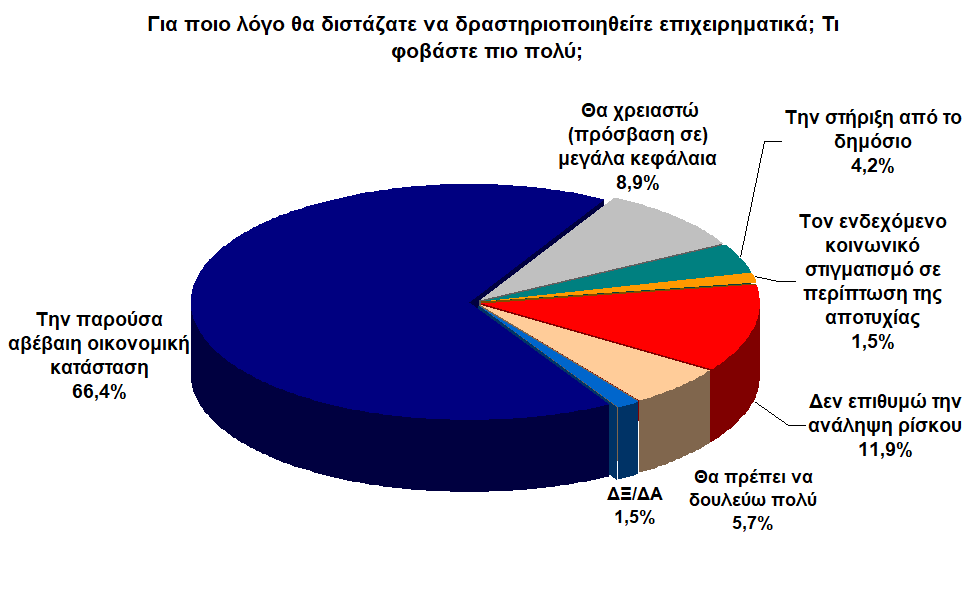 Για ποιο λόγο θα διστάζατε να δραστηριοποιηθείτε επιχειρηματικά; Τι
φοβάστε πιο πολύ;
Θα χρειαστώ
(πρόσβαση σε)
μεγάλα κεφάλαια
8,9%
Την στήριξη από το
δημόσιο
4,2%
Τον ενδεχόμενο
κοινωνικό
στιγματισμό σε
περίπτωση της
αποτυχίας
1,5%
Την παρούσα
αβέβαιη οικονομική
κατάσταση
66,4%
Δεν επιθυμώ την
ανάληψη ρίσκου
11,9%
Θα πρέπει να
δουλεύω πολύ
5,7%
ΔΞ/ΔΑ
1,5%